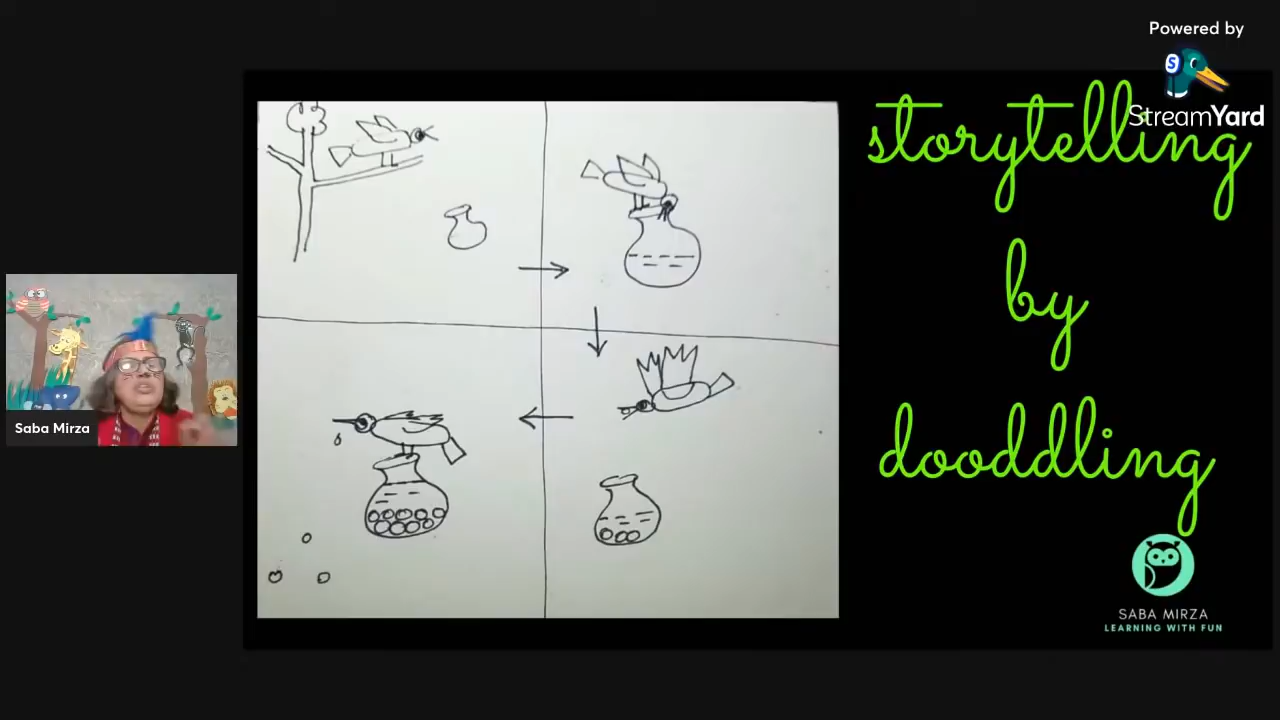 Powered by
StreamYard
storytelling
by
dooddling
Saba Mirza
SABA MIRZA
LEARNING WITH FUN